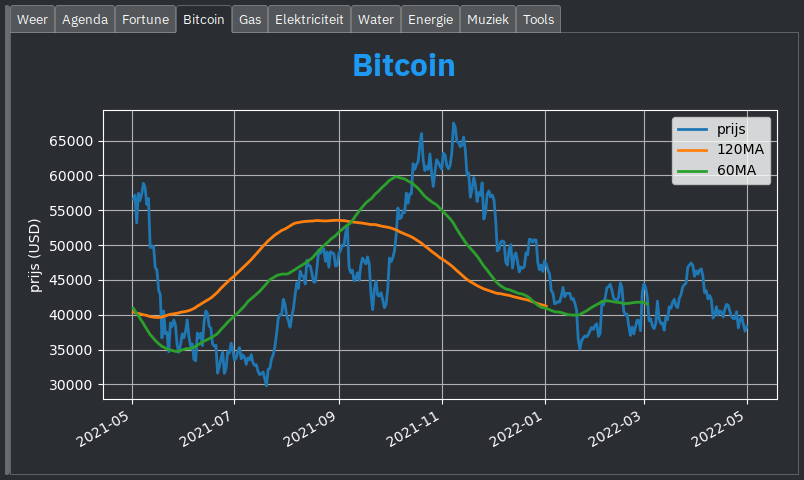 Weer Agenda Fortune Bitcoin Gas Elektriciteit Water Energie Muziek Tools
Bitcoin
prijs
120MA
60MA
prijs (USD)
65000
60000
55000
50000
45000
40000
35000
30000
2021-05 2021-07 2021-09 2021-11 2022-01 2022-03 2022-05